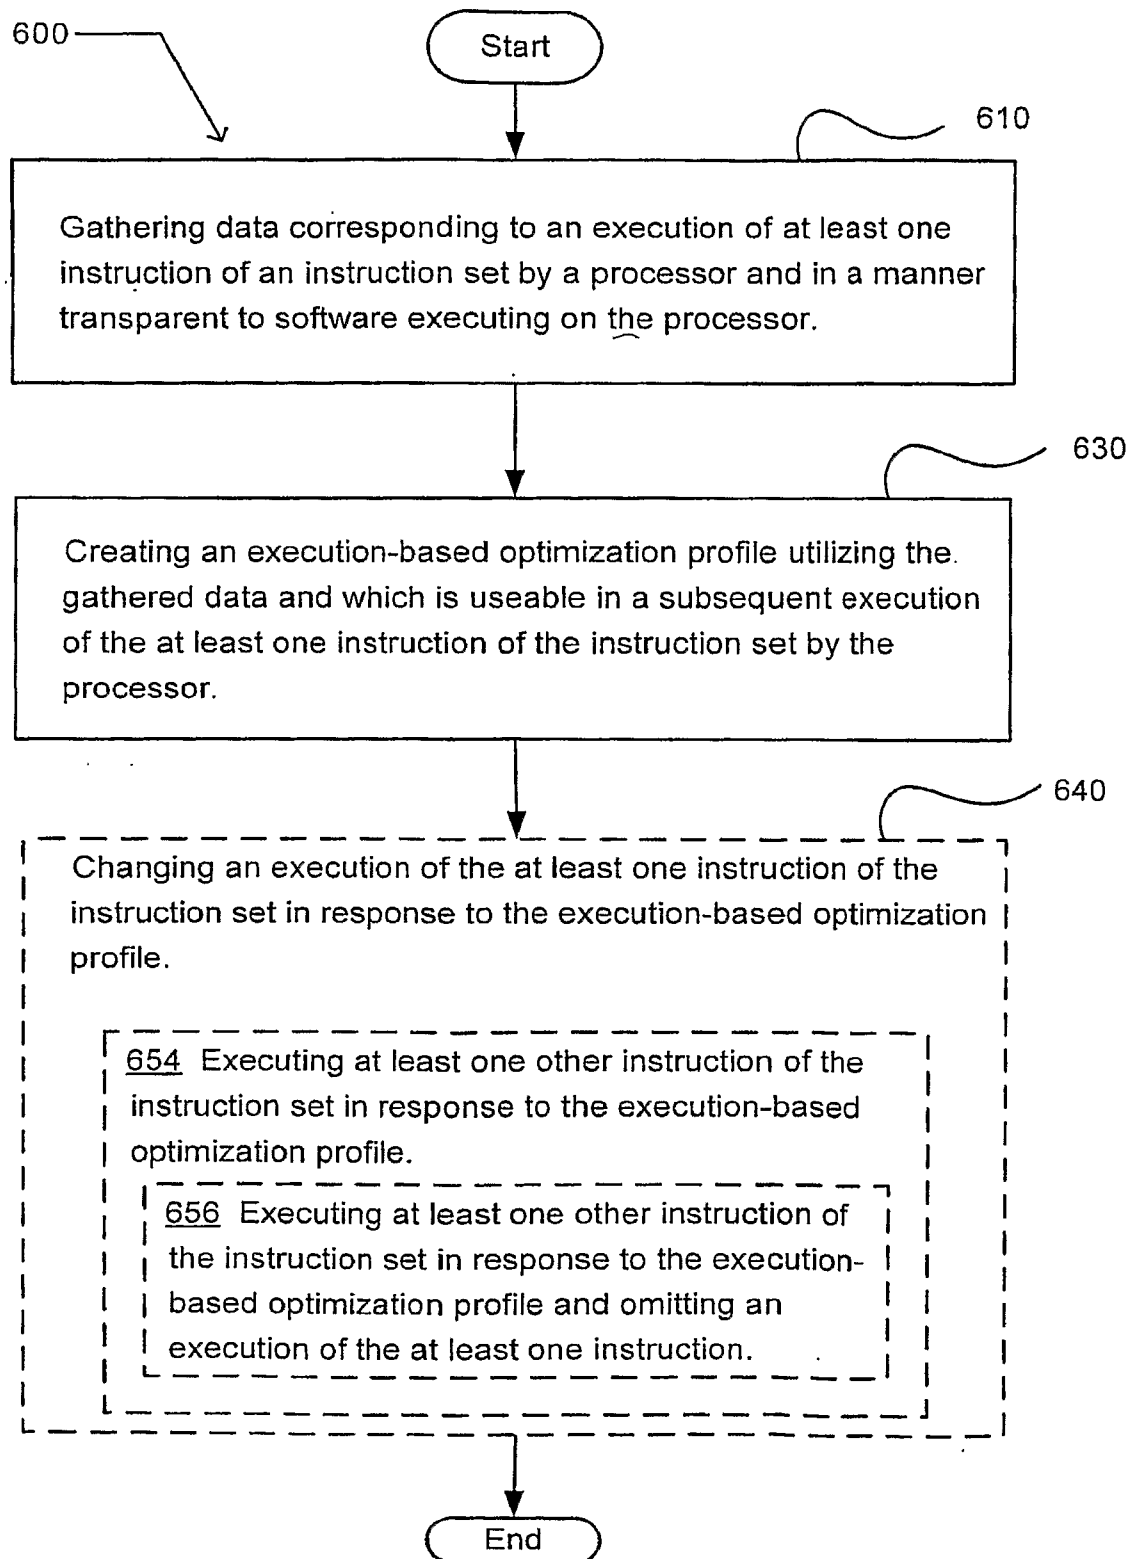 600
Start
610
Gathering data corresponding to an execution of at least one
instruction of an instruction set by a processor and in a manner
transparent to software executing on the processor.
630
Creating an execution-based optimization profile utilizing the
gathered data and which is useable in a subsequent execution
of the at least one instruction of the instruction set by the
processor.
640
Changing an execution of the at least one instruction of the
instruction set in response to the execution-based optimization
profile.
654 Executing at least one other instruction of the
instruction set in response to the execution-based
optimization profile.
656 Executing at least one other instruction of
the instruction set in response to the execution-
based optimization profile and omitting an
execution of the at least one instruction.
End